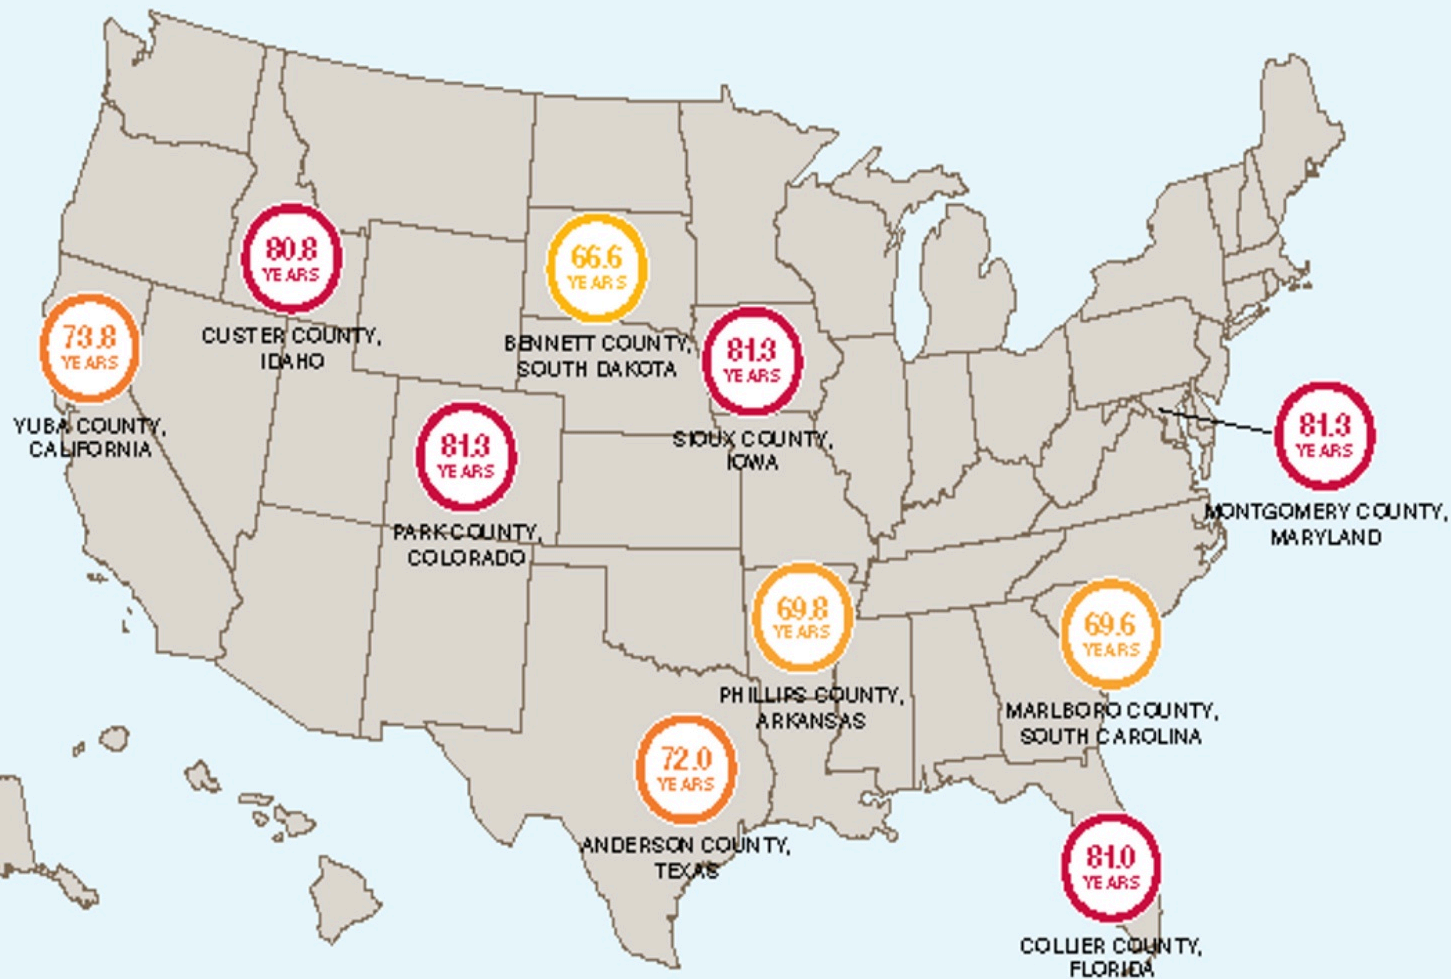 80.8
YEARS
CUSTER COUNTY,
IDAHO
66.6
YEARS
BENNETT COUNTY,
SOUTH DAKOTA
73.8
YEARS
YUBA COUNTY,
CALIFORNIA
81.3
YEARS
SIOUX COUNTY,
IOWA
81.3
YEARS
PARK COUNTY,
COLORADO
81.3
YEARS
MONTGOMERY COUNTY,
MARYLAND
69.8
YEARS
PHILLIPS COUNTY,
ARKANSAS
69.6
YEARS
MARLBORO COUNTY,
SOUTH CAROLINA
72.0
YEARS
ANDERSON COUNTY,
TEXAS
81.0
YEARS
COLLIER COUNTY,
FLORIDA